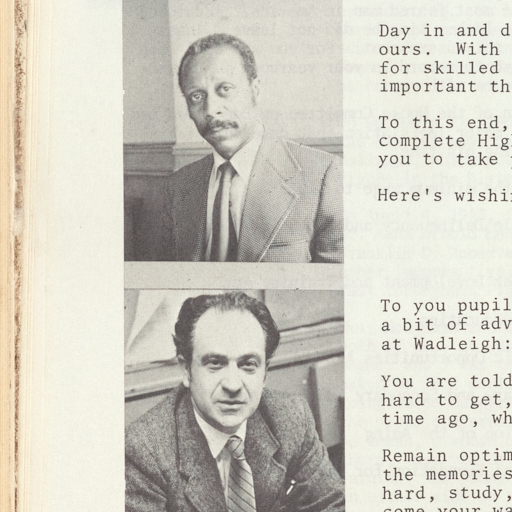 Day in and d
ours. With
for skilled
important th
To this end,
complete Hig
you to take
Here's wishi
To you pupil
a bit of adv
at Wadleigh:
You are told
hard to get,
time ago, wh
Remain optim
the memories
hard, study,
come your wa